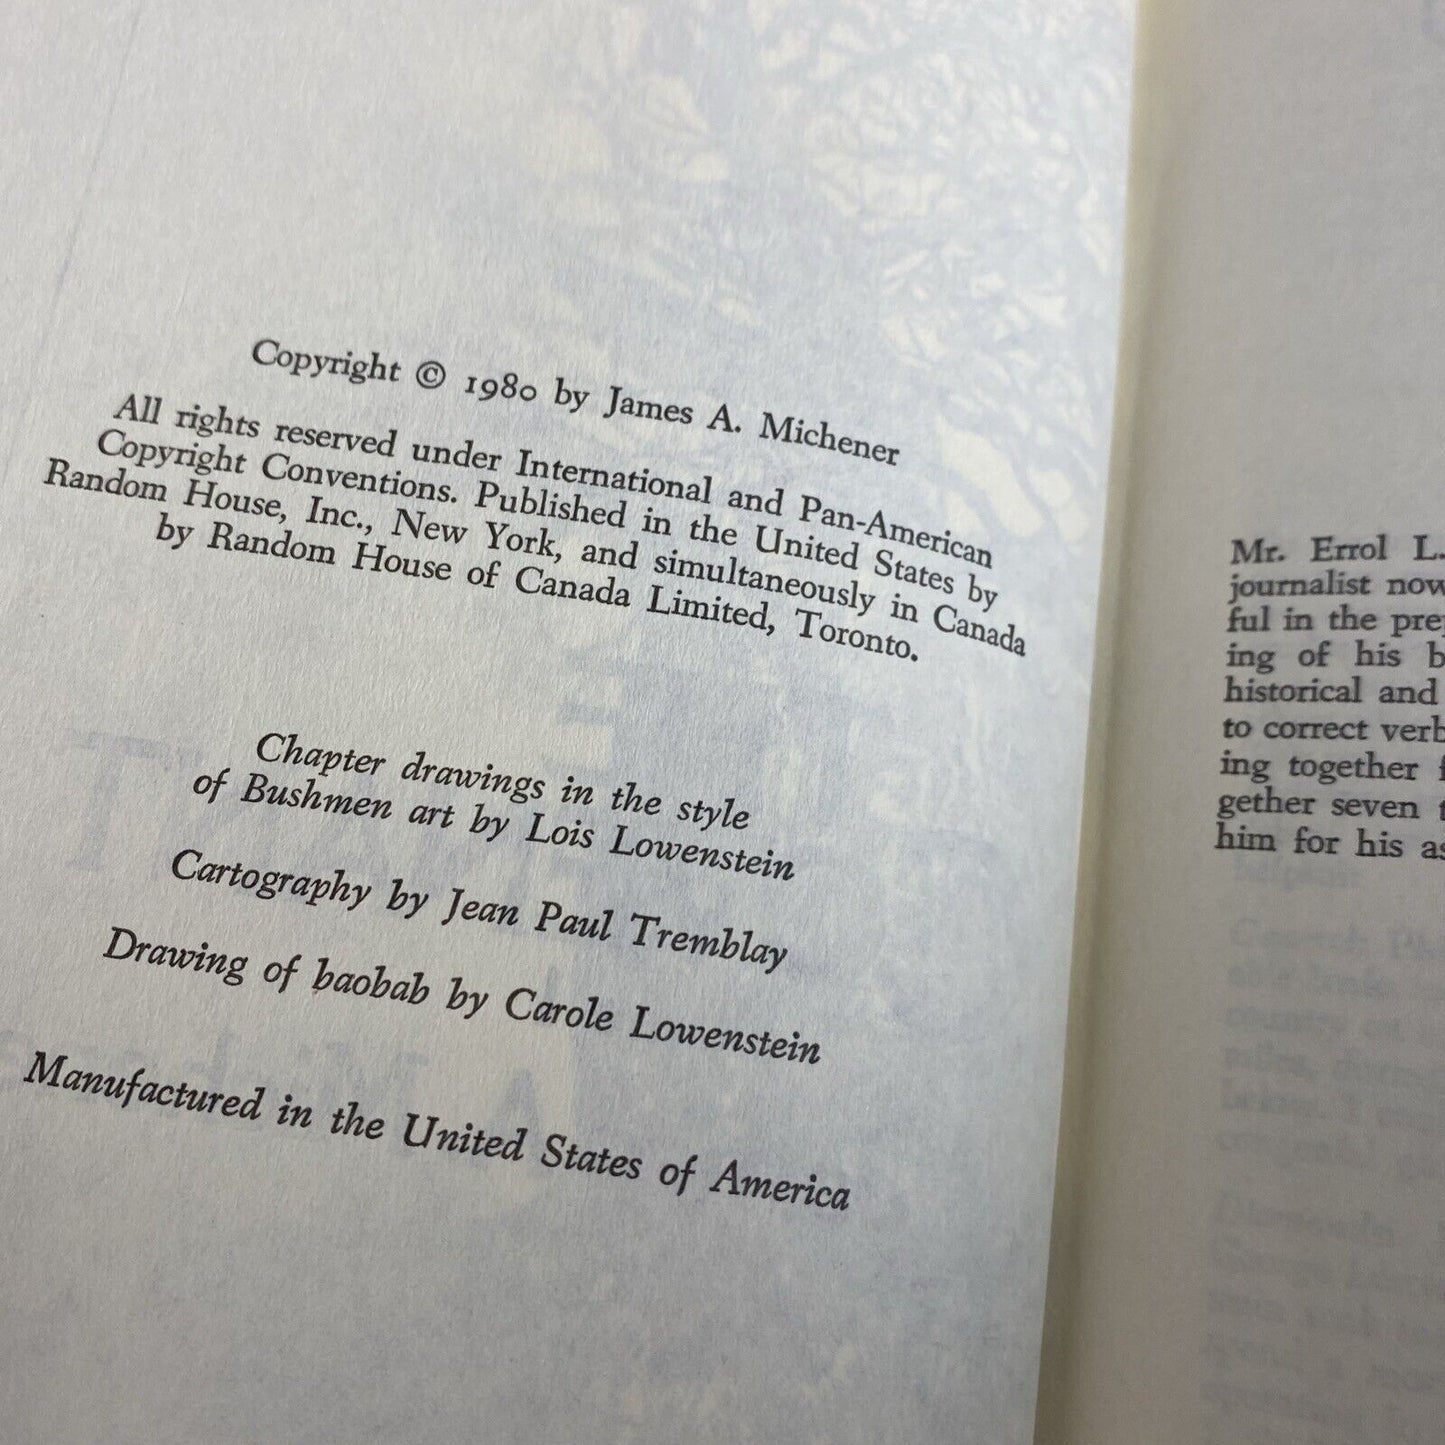 Copyright © 1980 by James A. Michener
All rights reserved under International and Pan-American
Copyright Conventions. Published in the United States by
Random House, Inc., New York, and simultaneously in Canada
by Random House of Canada Limited, Toronto.
Chapter drawings in the style
of Bushmen art by Lois Lowenstein
Cartography by Jean Paul Tremblay
Drawing of baobab by Carole Lowenstein
Manufactured in the United States of America
Mr. Errol L.
journalist now
ful in the prep
ing of his b
historical and
to correct verb
ing together f
gether seven t
him for his as